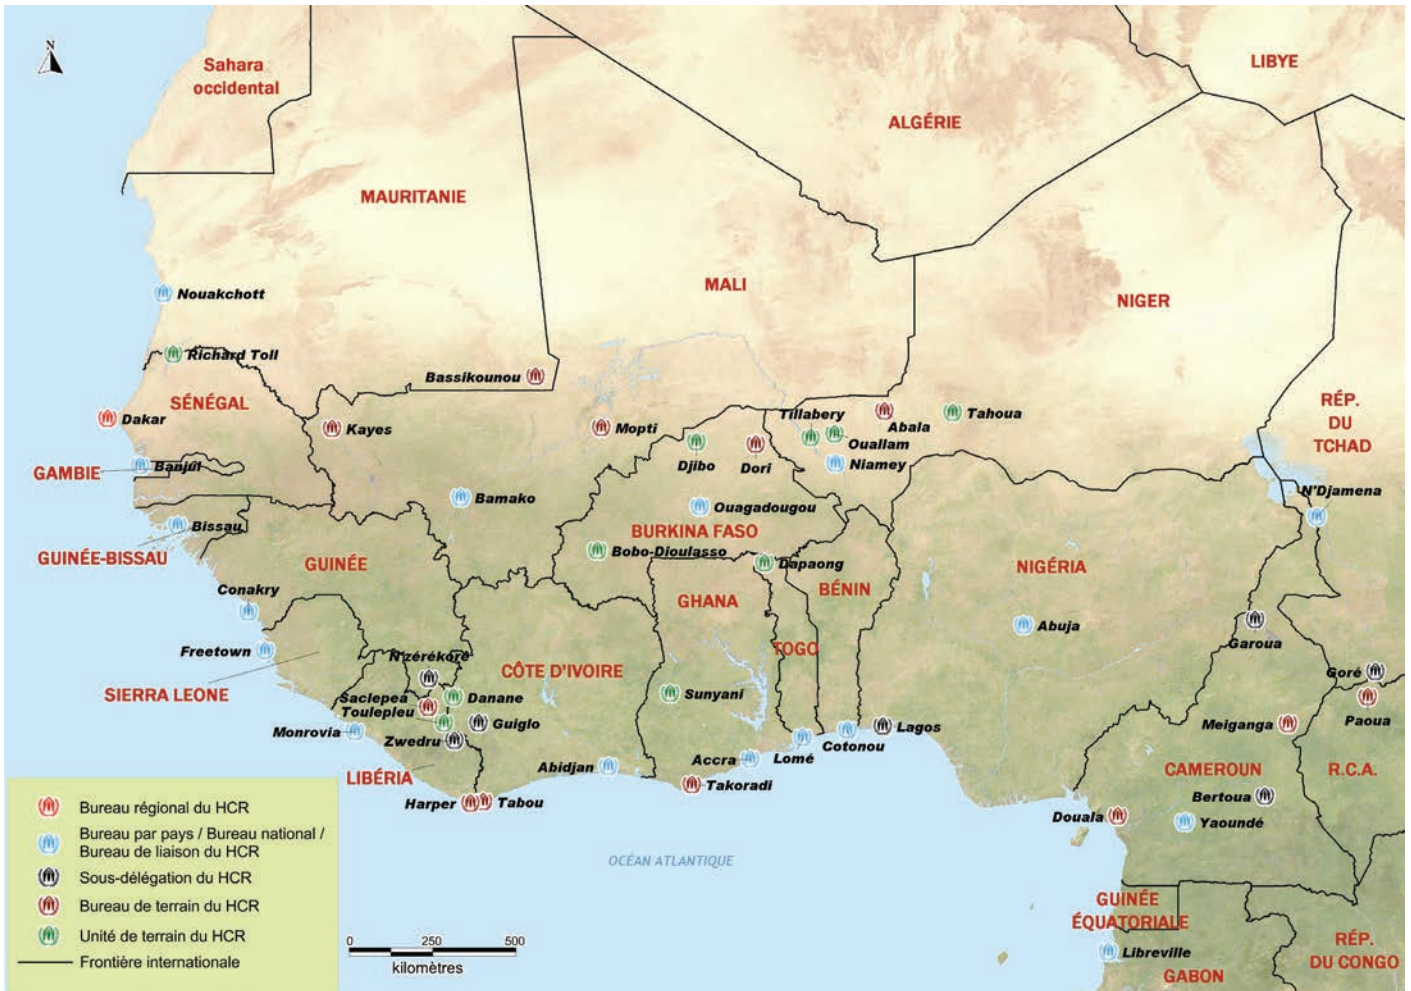 N
Sahara
occidental
LIBYE
ALGÉRIE
MAURITANIE
MALI
NIGER
Nouakchott
Richard Toll
Bassikounou
SÉNÉGAL
Dakar
Kayes
Mopti
Tillabery
Abala
Tahoua
Ouallam
RÉP.
DU
TCHAD
Djibo
Dori
Niamey
Banjul
GAMBIE
Bamako
N'Djamena
Ouagadougou
BURKINA FASO
Bissau
GUINÉE-BISSAU
GUINÉE
Bobo-Dioulasso
Dapaong
NIGÉRIA
BÉNIN
GHANA
Conakry
Abuja
Garoua
Freetown
N'zérékoré
CÔTE D'IVOIRE
TOGO
Goré
SIERRA LEONE
Saclepea
Danane
Sunyani
Toulepleu
Paoua
Guiglo
Meiganga
Monrovia
Zwedru
Lagos
Cotonou
Lomé
Accra
Abidjan
LIBÉRIA
CAMEROUN
R.C.A.
Takoradi
Bertoua
Harper
Tabou
Douala
Yaoundé
OCÉAN ATLANTIQUE
GUINÉE
ÉQUATORIALE
Libreville
GABON
RÉP.
DU CONGO
Bureau régional du HCR
Bureau par pays / Bureau national /
Bureau de liaison du HCR
Sous-délégation du HCR
Bureau de terrain du HCR
Unité de terrain du HCR
Frontière internationale
0 250 500
kilomètres